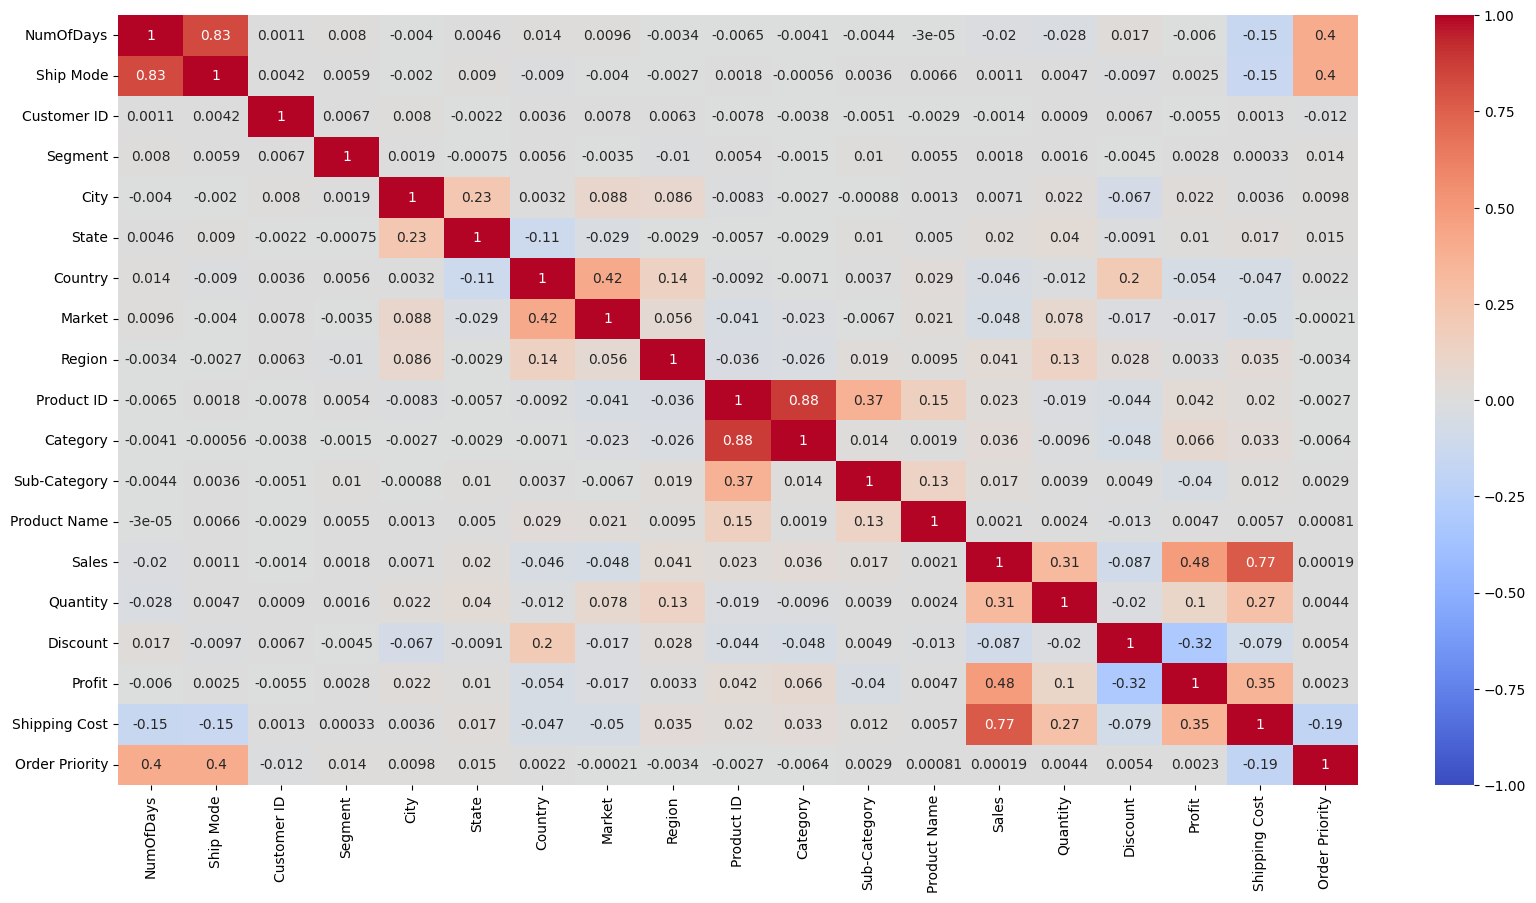 NumOfDays 1 0.83 0.0011 0.008 -0.004 0.0046 0.014 0.0096 -0.0034 -0.0065 -0.0041 -0.0044 -3e-05 -0.02 -0.028 0.017 -0.006 -0.15 0.4
Ship Mode 0.83 1 0.0042 0.0059 -0.002 0.009 -0.009 -0.004 -0.0027 0.0018 -0.00056 0.0036 0.0066 0.0011 0.0047 -0.0097 0.0025 -0.15 0.4
Customer ID 0.0011 0.0042 1 0.0067 0.008 -0.0022 0.0036 0.0078 0.0063 -0.0078 -0.0038 -0.0051 -0.0029 -0.0014 0.0009 0.0067 -0.0055 0.0013 -0.012
Segment 0.008 0.0059 0.0067 1 0.0019 -0.00075 0.0056 -0.0035 -0.01 0.0054 -0.0015 0.01 0.0055 0.0018 0.0016 -0.0045 0.0028 0.00033 0.014
City -0.004 -0.002 0.008 0.0019 1 0.23 0.0032 0.088 0.086 -0.0083 -0.0027 -0.00088 0.0013 0.0071 0.022 -0.067 0.022 0.0036 0.0098
State 0.0046 0.009 -0.0022 -0.00075 0.23 1 -0.11 -0.029 -0.0029 -0.0057 -0.0029 0.01 0.005 0.02 0.04 -0.0091 0.01 0.017 0.015
Country 0.014 -0.009 0.0036 0.0056 0.0032 -0.11 1 0.42 0.14 -0.0092 -0.0071 0.0037 0.029 -0.046 -0.012 0.2 -0.054 -0.047 0.0022
Market 0.0096 -0.004 0.0078 -0.0035 0.088 -0.029 0.42 1 0.056 -0.041 -0.023 -0.0067 0.021 -0.048 0.078 -0.017 -0.017 -0.05 -0.00021
Region -0.0034 -0.0027 0.0063 -0.01 0.086 -0.0029 0.14 0.056 1 -0.036 -0.026 0.019 0.0095 0.041 0.13 0.028 0.0033 0.035 -0.0034
Product ID -0.0065 0.0018 -0.0078 0.0054 -0.0083 -0.0057 -0.0092 -0.041 -0.036 1 0.88 0.37 0.15 0.023 -0.019 -0.044 0.042 0.02 -0.0027
Category -0.0041 -0.00056 -0.0038 -0.0015 -0.0027 -0.0029 -0.0071 -0.023 -0.026 0.88 1 0.014 0.0019 0.036 -0.0096 -0.048 0.066 0.033 -0.0064
Sub-Category -0.0044 0.0036 -0.0051 0.01 -0.00088 0.01 0.0037 -0.0067 0.019 0.37 0.014 1 0.13 0.017 0.0039 0.0049 -0.04 0.012 0.0029
Product Name -3e-05 0.0066 -0.0029 0.0055 0.0013 0.005 0.029 0.021 0.0095 0.15 0.0019 0.13 1 0.0021 0.0024 -0.013 0.0047 0.0057 0.00081
Sales -0.02 0.0011 -0.0014 0.0018 0.0071 0.02 -0.046 -0.048 0.041 0.023 0.036 0.017 0.0021 1 0.31 -0.087 0.48 0.77 0.00019
Quantity -0.028 0.0047 0.0009 0.0016 0.022 0.04 -0.012 0.078 0.13 -0.019 -0.0096 0.0039 0.0024 0.31 1 -0.02 0.1 0.27 0.0044
Discount 0.017 -0.0097 0.0067 -0.0045 -0.067 -0.0091 0.2 -0.017 0.028 -0.044 -0.048 0.0049 -0.013 -0.087 -0.02 1 -0.32 -0.079 0.0054
Profit -0.006 0.0025 -0.0055 0.0028 0.022 0.01 -0.054 -0.017 0.0033 0.042 0.066 -0.04 0.0047 0.48 0.1 -0.32 1 0.35 0.0023
Shipping Cost -0.15 -0.15 0.0013 0.00033 0.0036 0.017 -0.047 -0.05 0.035 0.02 0.033 0.012 0.0057 0.77 0.27 -0.079 0.35 1 -0.19
Order Priority 0.4 0.4 -0.012 0.014 0.0098 0.015 0.0022 -0.00021 -0.0034 -0.0027 -0.0064 0.0029 0.00081 0.00019 0.0044 0.0054 0.0023 -0.19 1
NumOfDays
Ship Mode
Customer ID
Segment
City
State
Country
Market
Region
Product ID
Category
Sub-Category
Product Name
Sales
Quantity
Discount
Profit
Shipping Cost
Order Priority
1.00
0.75
0.50
0.25
0.00
−0.25
−0.50
−0.75
−1.00